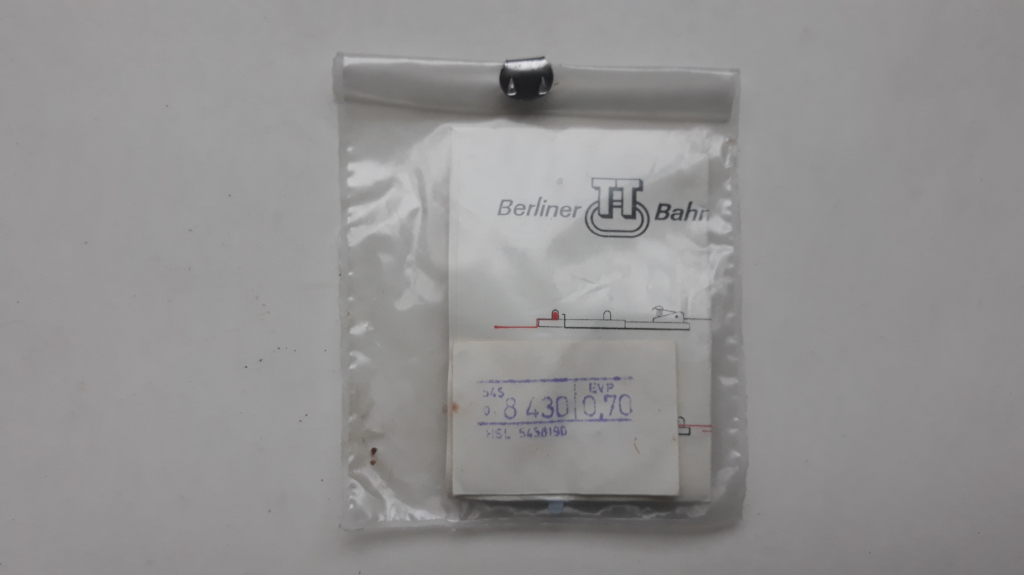 Berliner TT Bahn
545 EVP
8 430 0,70
HSL 5458190